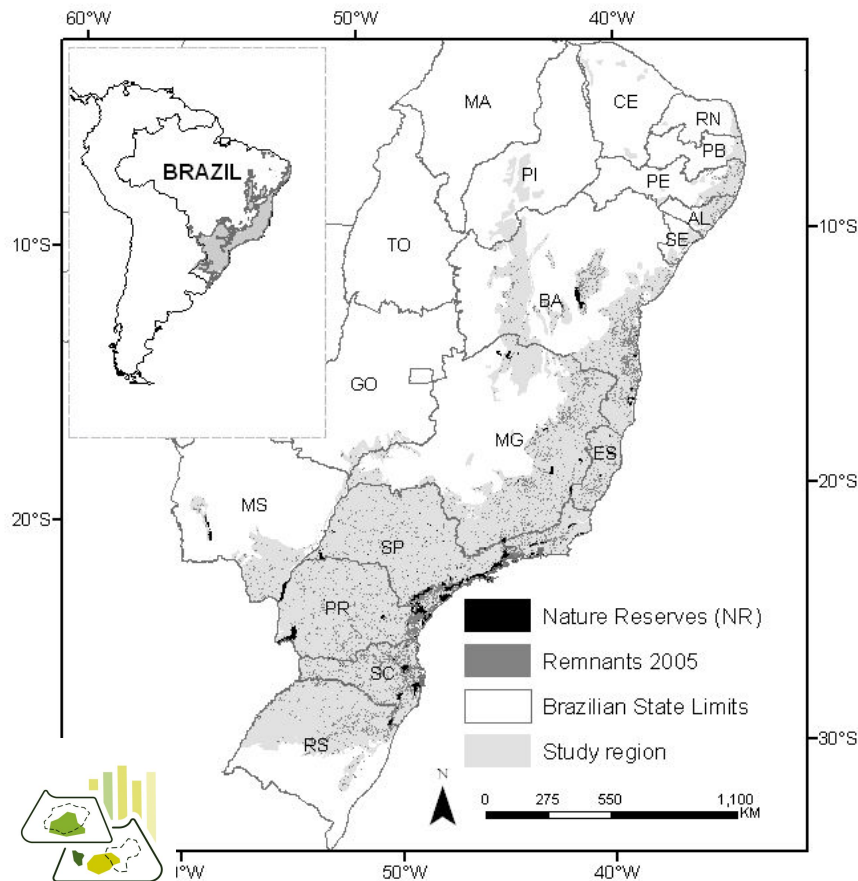 60°W 50°W 40°W
BRAZIL
MA
CE
RN
PB
PI
PE
AL
SE
10°S 10°S
TO
BA
GO
MG
ES
MS
20°S 20°S
SP
PR
Nature Reserves (NR)
Remnants 2005
SC
Brazilian State Limits
Study region
RS
30°S
N
0 275 550 1,100
KM
0°W 50°W 40°W